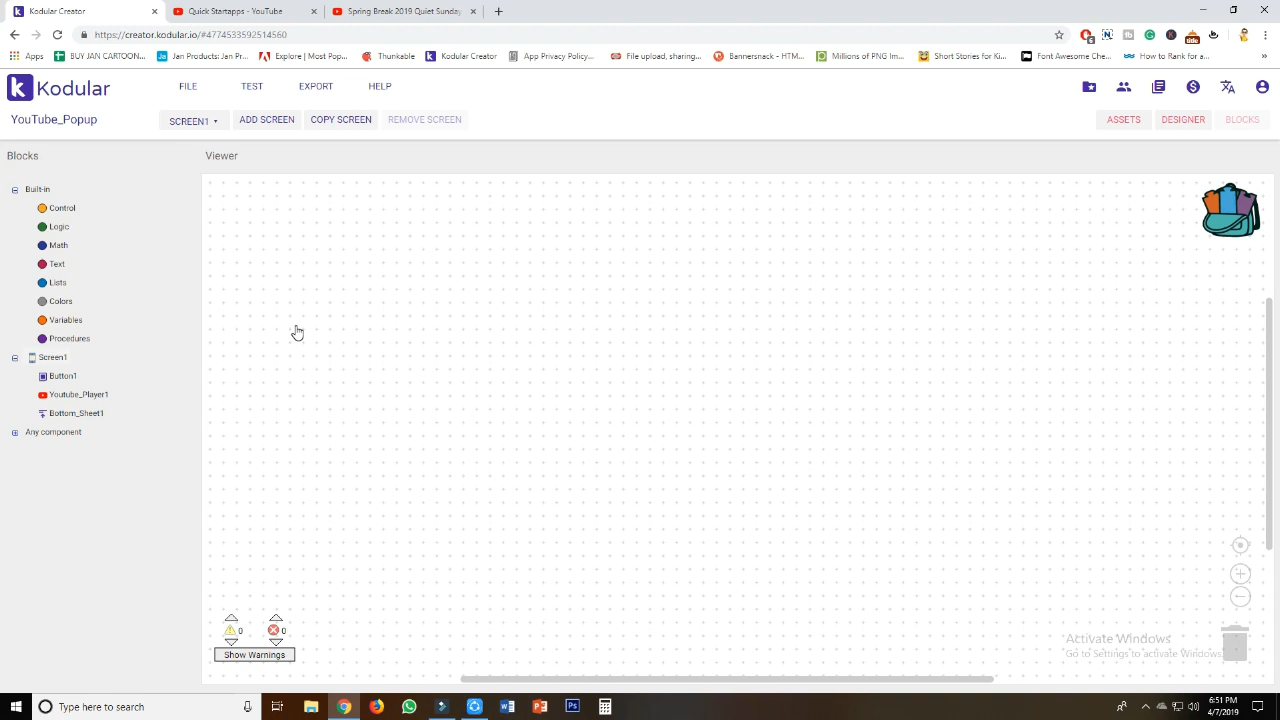 Kodular Creator
Quick Startapps - YouTube
Spring Break 2019 Quiet Sunday
https://creator.kodular.io/#4774533592514560
Apps
BUY JAN CARTOON...
Jan Products: Jan Pr...
Explore | Most Pop...
Thunkable
Kodular Creator
App Privacy Policy...
File upload, sharing...
Bannersnack – HTM...
Millions of PNG Im...
Short Stories for Ki...
Font Awesome Che...
How to Rank for a...
»
Kodular
FILE
TEST
EXPORT
HELP
YouTube_Popup
SCREEN1
ADD SCREEN
COPY SCREEN
REMOVE SCREEN
ASSETS
DESIGNER
BLOCKS
Blocks
Viewer
Built-in
Control
Logic
Math
Text
Lists
Colors
Variables
Procedures
Screen1
Button1
Youtube_Player1
Bottom_Sheet1
Any component
0
0
Show Warnings
Activate Windows
Go to Settings to activate Windows.
Type here to search
6:51 PM
4/7/2019